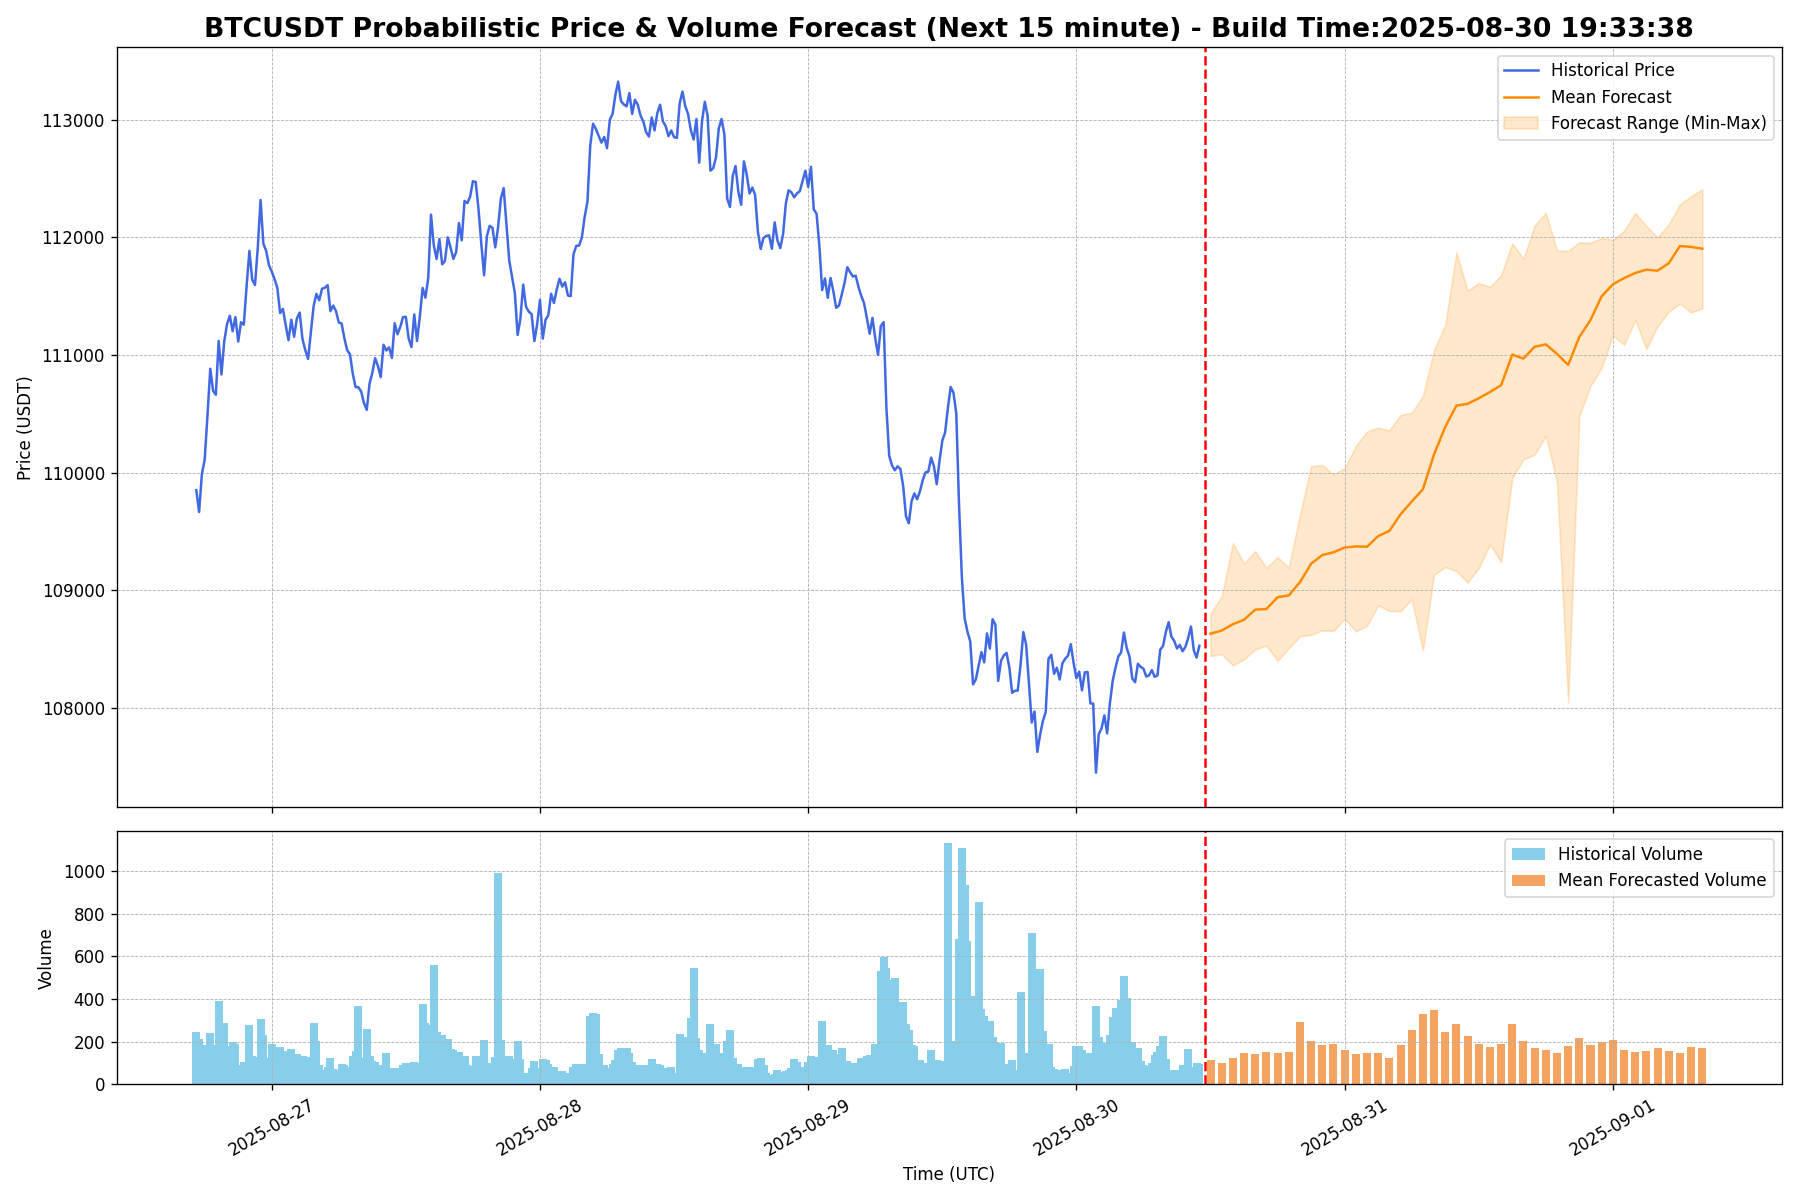 BTCUSDT Probabilistic Price & Volume Forecast (Next 15 minute) - Build Time:2025-08-30 19:33:38
Historical Price
Mean Forecast
Forecast Range (Min-Max)
113000
112000
111000
110000
109000
108000
Price (USDT)
Historical Volume
Mean Forecasted Volume
1000
800
600
400
200
0
Volume
2025-08-27
2025-08-28
2025-08-29
2025-08-30
2025-08-31
2025-09-01
Time (UTC)